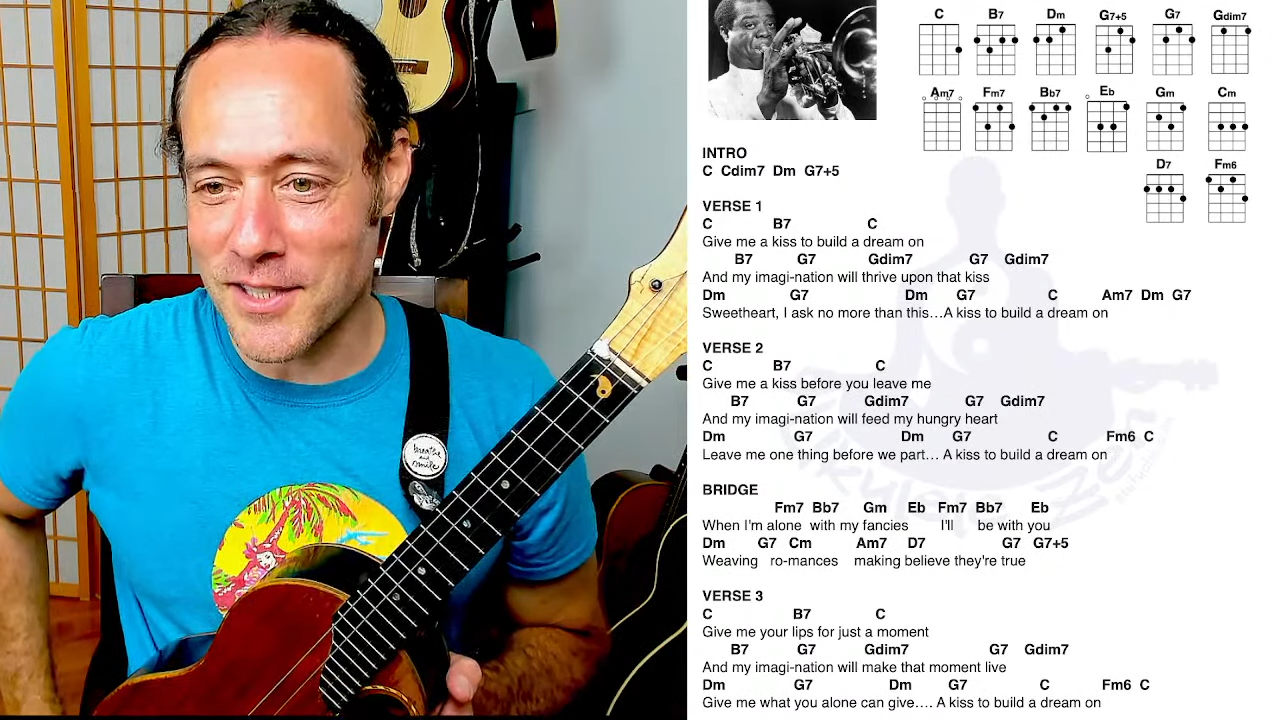 C B7 Dm G7+5 G7 Gdim7
Am7 Fm7 Bb7 Eb Gm Cm
D7 Fm6
INTRO
C Cdim7 Dm G7+5
VERSE 1
C B7 C
Give me a kiss to build a dream on
B7 G7 Gdim7 G7 Gdim7
And my imagi-nation will thrive upon that kiss
Dm G7 Dm G7 C Am7 Dm G7
Sweetheart, I ask no more than this…A kiss to build a dream on
VERSE 2
C B7 C
Give me a kiss before you leave me
B7 G7 Gdim7 G7 Gdim7
And my imagi-nation will feed my hungry heart
Dm G7 Dm G7 C Fm6 C
Leave me one thing before we part… A kiss to build a dream on
BRIDGE
Fm7 Bb7 Gm Eb Fm7 Bb7 Eb
When I'm alone with my fancies I'll be with you
Dm G7 Cm Am7 D7 G7 G7+5
Weaving ro-mances making believe they're true
VERSE 3
C B7 C
Give me your lips for just a moment
B7 G7 Gdim7 G7 Gdim7
And my imagi-nation will make that moment live
Dm G7 Dm G7 C Fm6 C
Give me what you alone can give…. A kiss to build a dream on
breathe
and
smile